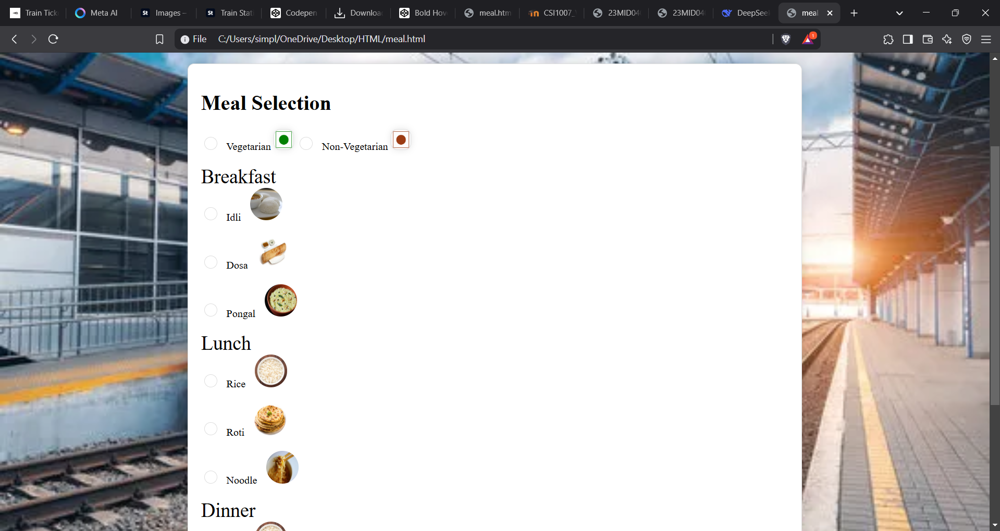 Train Tick Meta AI Images – Train Stati Codepen Downloa Bold Hov meal.htm CSI1007_ 23MID04 23MID04 DeepSeek meal
File C:/Users/simpl/OneDrive/Desktop/HTML/meal.html 1
Meal Selection
Vegetarian Non-Vegetarian
Breakfast
Idli
Dosa
Pongal
Lunch
Rice
Roti
Noodle
Dinner